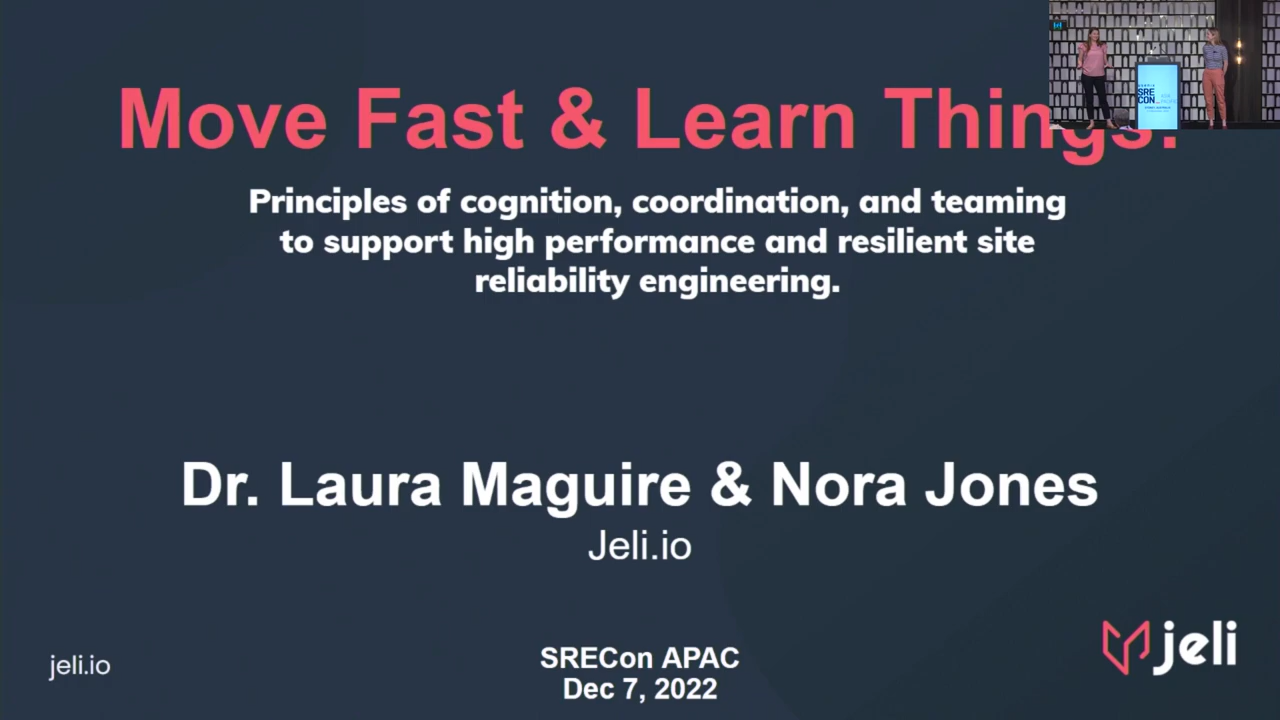 Move Fast & Learn Things:
Principles of cognition, coordination, and teaming
to support high performance and resilient site
reliability engineering.
Dr. Laura Maguire & Nora Jones
Jeli.io
SRECon APAC
Dec 7, 2022
jeli.io
jeli
SRE
CON